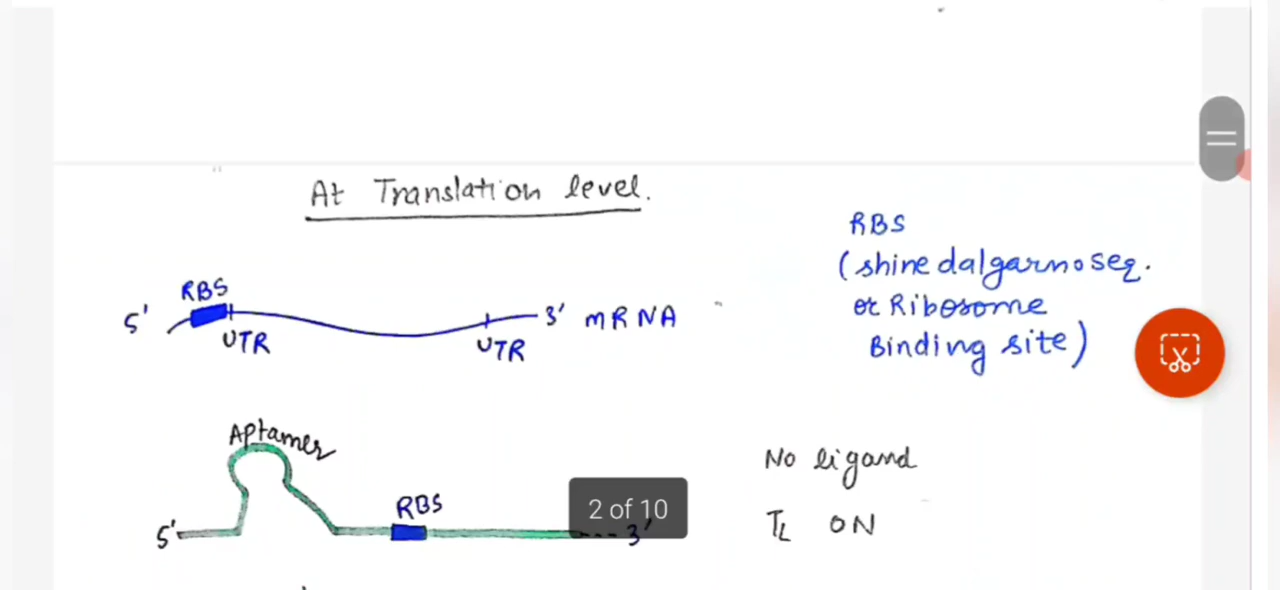 At Translation level.
RBS
(shine dalgarno seq.
or Ribosome
Binding site)
RBS
5' 3' mRNA
UTR UTR
Aptamer
No ligand
RBS
2 of 10
5' 3'
TL ON